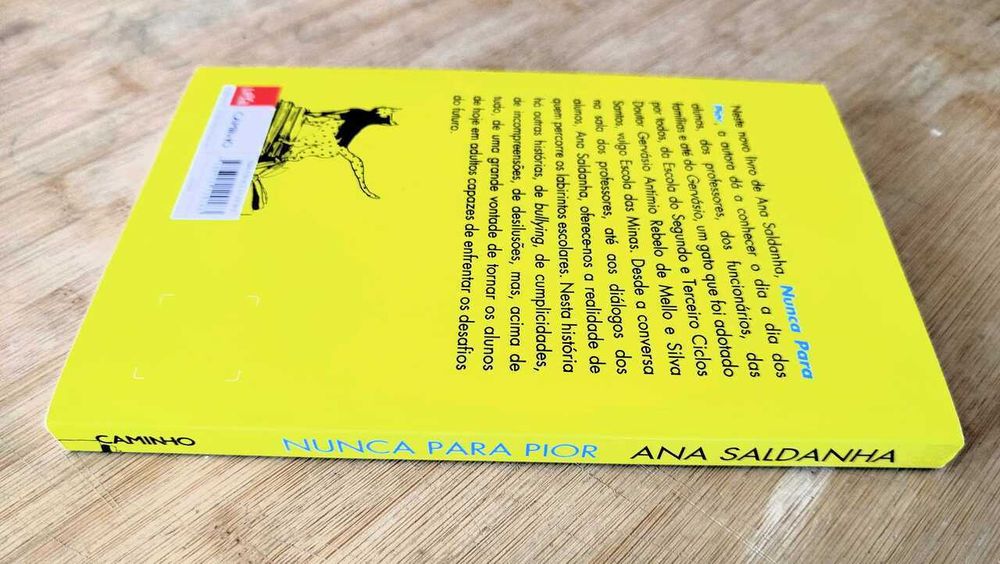 Neste novo livro de Ana Saldanha, Nunca Para
Pior, a autora dá a conhecer o dia a dia dos
alunos, dos professores, dos funcionários, das
famílias e até do Gervásio, um gato que foi adotado
por todos, da Escola do Segundo e Terceiro Ciclos
Doutor Gervásio Antímio Rebelo de Mello e Silva
Santos, vulgo Escola das Minas. Desde a conversa
na sala dos professores, até aos diálogos dos
alunos, Ana Saldanha, oferece-nos a realidade de
quem percorre os labirintos escolares. Nesta história
há outras histórias, de bullying, de cumplicidades,
de incompreensões, de desilusões, mas, acima de
tudo, de uma grande vontade de tornar os alunos
de hoje em adultos capazes de enfrentar os desafios
do futuro.
CAMINHO
CAMINHO NUNCA PARA PIOR ANA SALDANHA